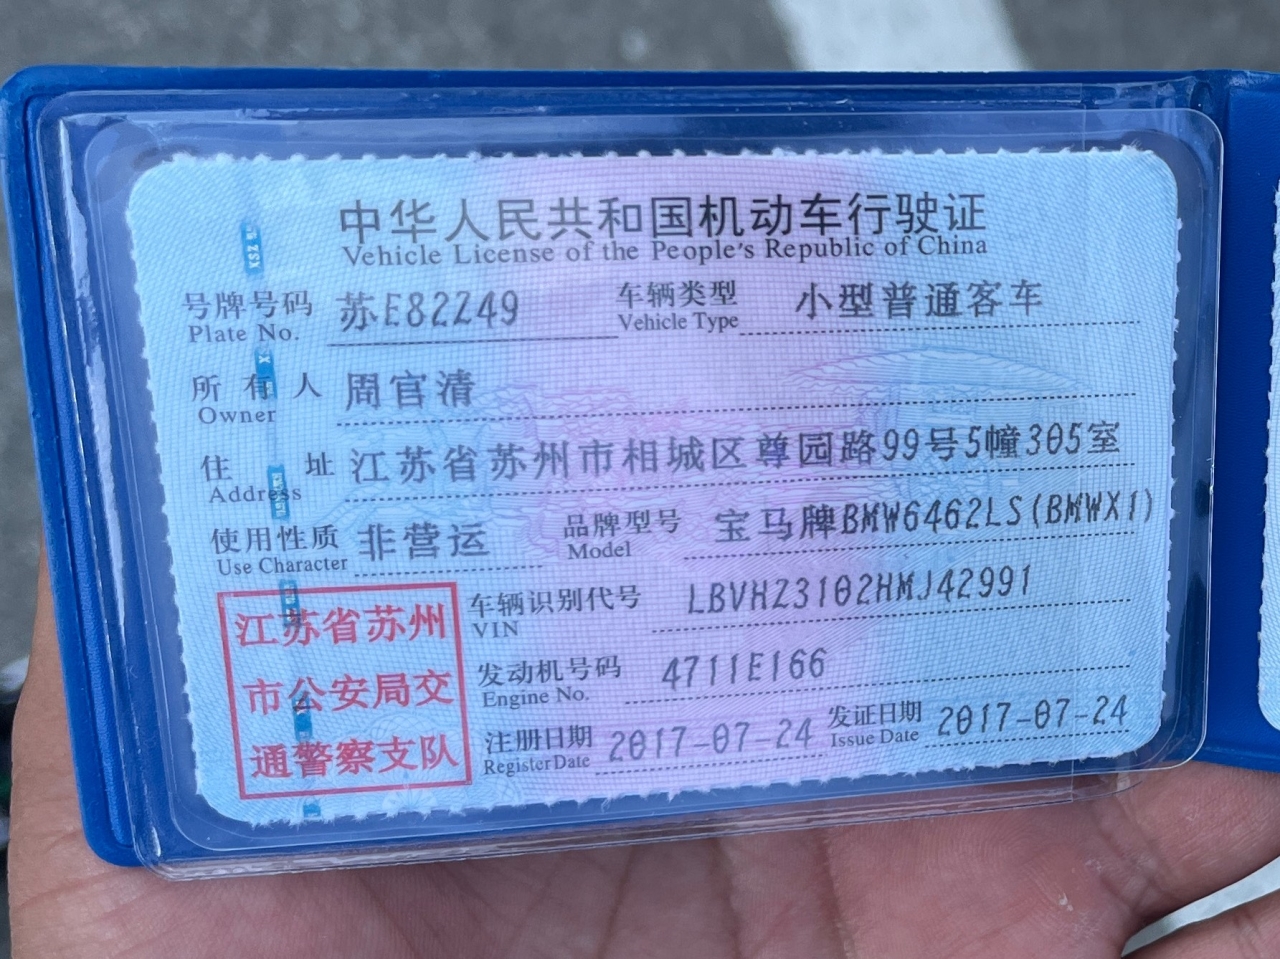 中华人民共和国机动车行驶证
Vehicle License of the People's Republic of China
号牌号码 苏E82Z49 车辆类型 小型普通客车
Plate No. Vehicle Type
所有人 周官清
Owner
住址 江苏省苏州市相城区尊园路99号5幢305室
Address
使用性质 非营运 品牌型号 宝马牌BMW6462LS(BMWX1)
Use Character Model
江苏省苏州
市公安局交
通警察支队
车辆识别代号 LBVHZ3102HMJ42991
VIN
发动机号码 4711E166
Engine No.
注册日期 2017-07-24 发证日期 2017-07-24
Register Date Issue Date